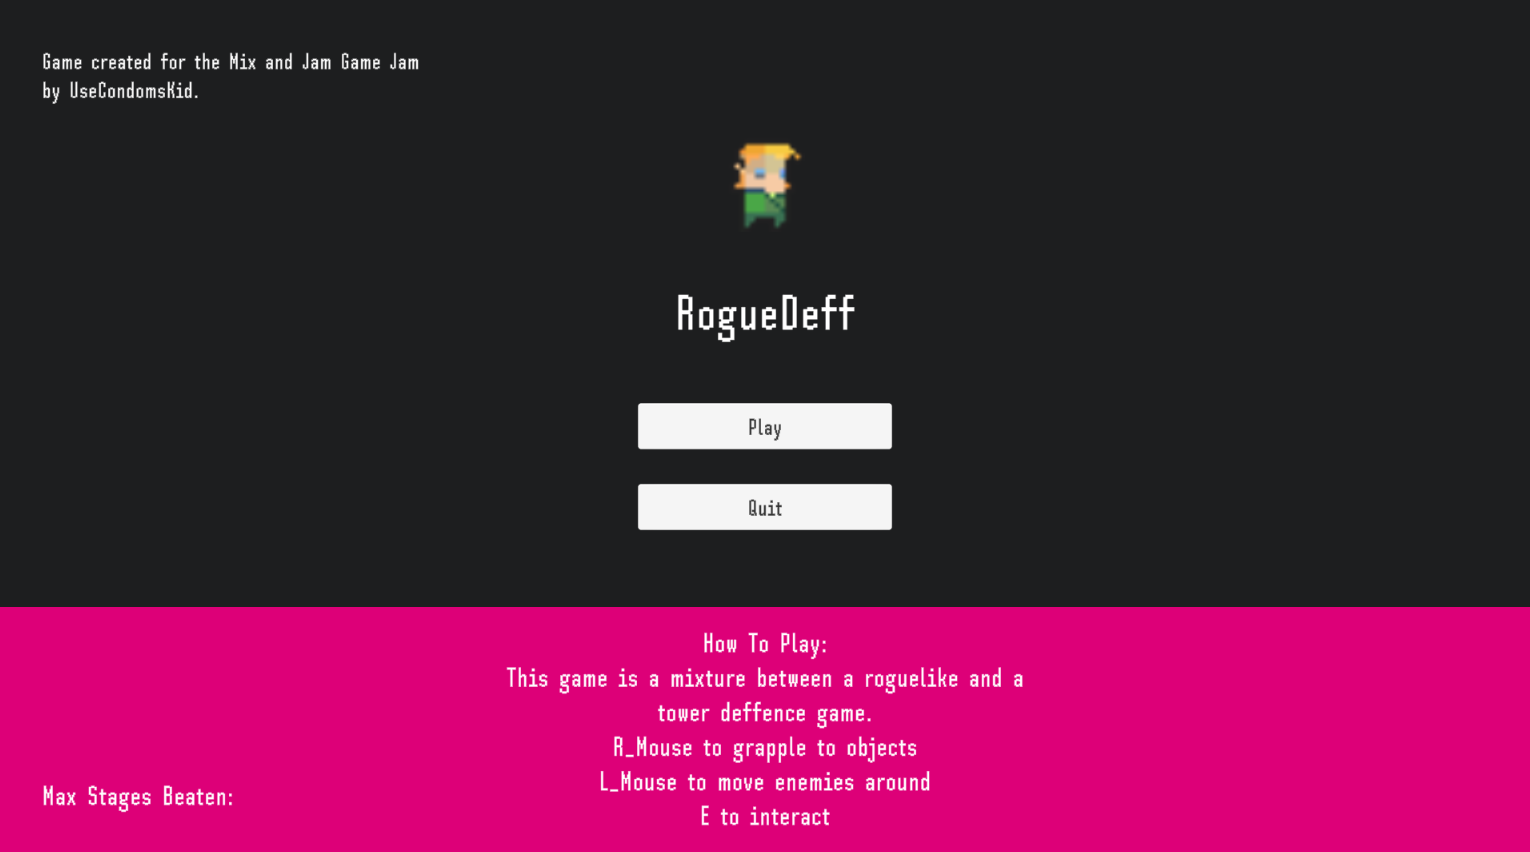 Game created for the Mix and Jam Game Jam
by UseCondomsKid.
RogueDeff
Play
Quit
How To Play:
This game is a mixture between a roguelike and a
tower deffence game.
R_Mouse to grapple to objects
L_Mouse to move enemies around
E to interact
Max Stages Beaten: